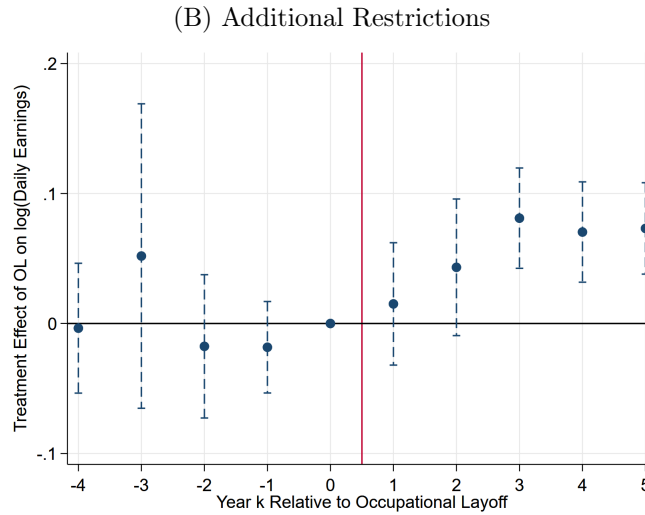 (B) Additional Restrictions
Treatment Effect of OL on log(Daily Earnings)
.2
.1
0
-.1
-4 -3 -2 -1 0 1 2 3 4 5
Year k Relative to Occupational Layoff